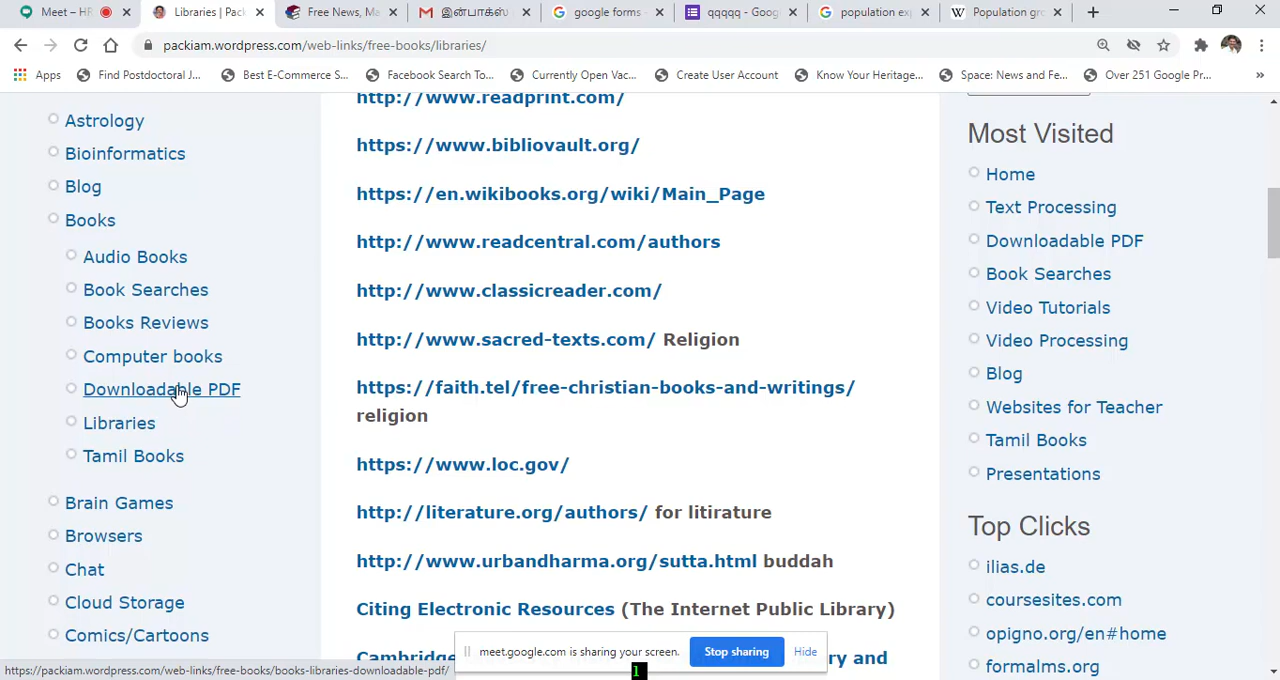 Meet – HR
Libraries | Pack
Free News, Ma
இன்பாக்ஸ்
google forms -
qqqqq - Goog
population exp
Population gro
packiam.wordpress.com/web-links/free-books/libraries/
Apps
Find Postdoctoral J...
Best E-Commerce S...
Facebook Search To...
Currently Open Vac...
Create User Account
Know Your Heritage...
Space: News and Fe...
Over 251 Google Pr...
»
Astrology
Bioinformatics
Blog
Books
Audio Books
Book Searches
Books Reviews
Computer books
Downloadable PDF
Libraries
Tamil Books
Brain Games
Browsers
Chat
Cloud Storage
Comics/Cartoons
http://www.readprint.com/
https://www.bibliovault.org/
https://en.wikibooks.org/wiki/Main_Page
http://www.readcentral.com/authors
http://www.classicreader.com/
http://www.sacred-texts.com/ Religion
https://faith.tel/free-christian-books-and-writings/
religion
https://www.loc.gov/
http://literature.org/authors/ for litirature
http://www.urbandharma.org/sutta.html buddah
Citing Electronic Resources (The Internet Public Library)
Cambridge
ry and
Most Visited
Home
Text Processing
Downloadable PDF
Book Searches
Video Tutorials
Video Processing
Blog
Websites for Teacher
Tamil Books
Presentations
Top Clicks
ilias.de
coursesites.com
opigno.org/en#home
formalms.org
meet.google.com is sharing your screen.
Stop sharing
Hide
https://packiam.wordpress.com/web-links/free-books/books-libraries-downloadable-pdf/
1